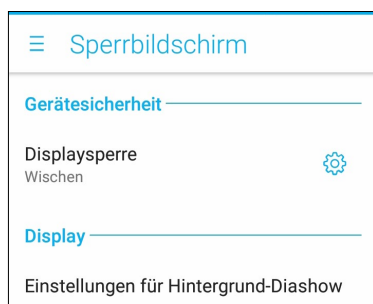 Sperrbildschirm
Gerätesicherheit
Displaysperre
Wischen
Display
Einstellungen für Hintergrund-Diashow